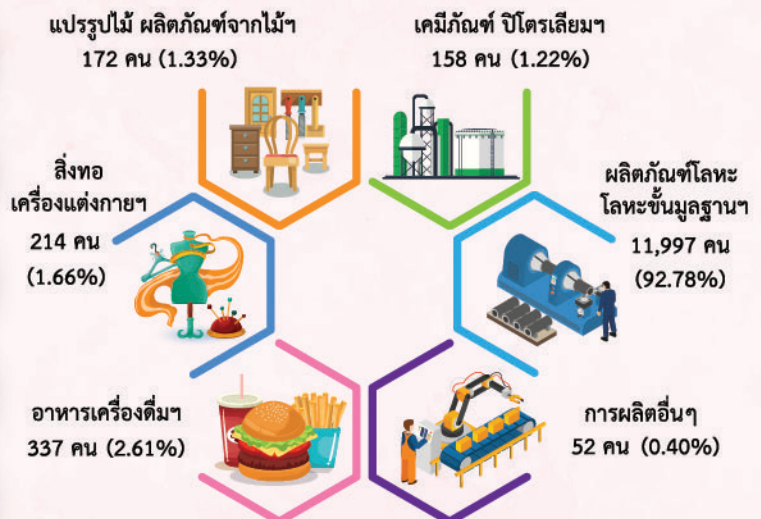 แปรรูปไม้ ผลิตภัณฑ์จากไม้ฯ
172 คน (1.33%)
เคมีภัณฑ์ ปิโตรเลียมฯ
158 คน (1.22%)
สิ่งทอ
เครื่องแต่งกายฯ
214 คน
(1.66%)
ผลิตภัณฑ์โลหะ
โลหะขั้นมูลฐานฯ
11,997 คน
(92.78%)
อาหารเครื่องดื่มฯ
337 คน (2.61%)
การผลิตอื่นๆ
52 คน (0.40%)